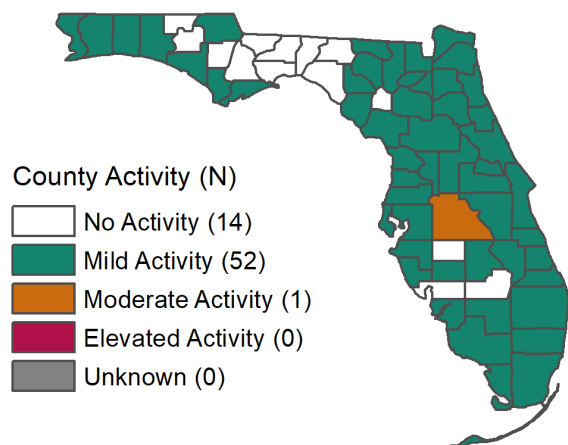 County Activity (N)
No Activity (14)
Mild Activity (52)
Moderate Activity (1)
Elevated Activity (0)
Unknown (0)